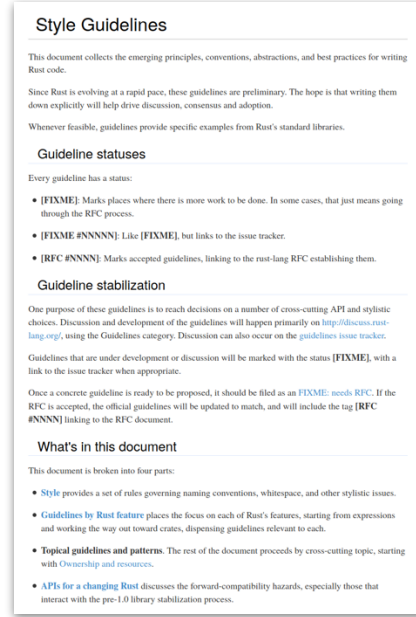 Style Guidelines
This document collects the emerging principles, conventions, abstractions, and best practices for writing
Rust code.
Since Rust is evolving at a rapid pace, these guidelines are preliminary. The hope is that writing them
down explicitly will help drive discussion, consensus and adoption.
Whenever feasible, guidelines provide specific examples from Rust's standard libraries.
Guideline statuses
Every guideline has a status:
• [FIXME]: Marks places where there is more work to be done. In some cases, that just means going
through the RFC process.
• [FIXME #NNNNN]: Like [FIXME], but links to the issue tracker.
• [RFC #NNNN]: Marks accepted guidelines, linking to the rust-lang RFC establishing them.
Guideline stabilization
One purpose of these guidelines is to reach decisions on a number of cross-cutting API and stylistic
choices. Discussion and development of the guidelines will happen primarily on http://discuss.rust-
lang.org/, using the Guidelines category. Discussion can also occur on the guidelines issue tracker.
Guidelines that are under development or discussion will be marked with the status [FIXME], with a
link to the issue tracker when appropriate.
Once a concrete guideline is ready to be proposed, it should be filed as an FIXME: needs RFC. If the
RFC is accepted, the official guidelines will be updated to match, and will include the tag [RFC
#NNNN] linking to the RFC document.
What's in this document
This document is broken into four parts:
• Style provides a set of rules governing naming conventions, whitespace, and other stylistic issues.
• Guidelines by Rust feature places the focus on each of Rust's features, starting from expressions
and working the way out toward crates, dispensing guidelines relevant to each.
• Topical guidelines and patterns. The rest of the document proceeds by cross-cutting topic, starting
with Ownership and resources.
• APIs for a changing Rust discusses the forward-compatibility hazards, especially those that
interact with the pre-1.0 library stabilization process.